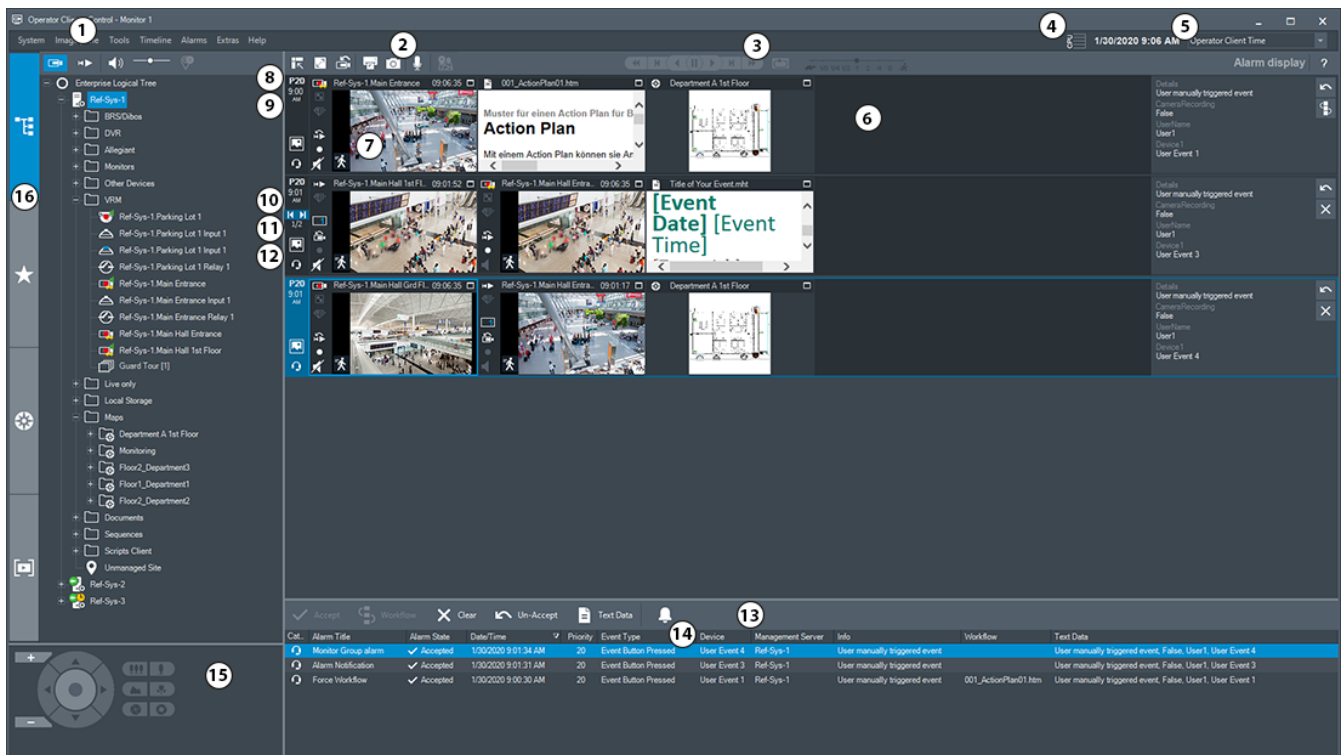 Operator Client
Control - Monitor 1
1
4
5
System
Tools Timeline Alarms Extras Help
2
3
1/30/2020 9:06 AM
Operator Client Time
Alarm display ?
Enterprise Logical Tree
Ref-Sys-1
BRS/Dibos
DVR
Allegiant
Monitors
Other Devices
VRM
Ref-Sys-1.Parking Lot 1
Ref-Sys-1.Parking Lot 1 Input 1
Ref-Sys-1.Parking Lot 1 Input 1
Ref-Sys-1.Parking Lot 1 Relay 1
Ref-Sys-1.Main Entrance
Ref-Sys-1.Main Entrance Input 1
Ref-Sys-1.Main Entrance Relay 1
Ref-Sys-1.Main Hall Entrance
Ref-Sys-1.Main Hall 1st Floor
Guard Tour [1]
Live only
Local Storage
Maps
Department A 1st Floor
Monitoring
Floor2_Department3
Floor1_Department1
Floor2_Department2
Documents
Sequences
Scripts Client
Unmanaged Site
Ref-Sys-2
Ref-Sys-3
16
8
9
10
11
12
P20
9:00
AM
Ref-Sys-1.Main Entrance 09:06:35
001_ActionPlan01.htm
Department A 1st Floor
7
6
Muster für einen Action Plan für B
Action Plan
Mit einem Action Plan können sie Ar
Details
User manually triggered event
CameraRecording
False
UserName
User1
Device1
User Event 1
P20
9:01
AM
1/2
Ref-Sys-1.Main Hall 1st Fl.. 09:01:52
Ref-Sys-1.Main Hall Entra.. 09:06:35
Title of Your Event.mht
[Event
Date] [Event
Time]
Details
User manually triggered event
CameraRecording
False
UserName
User1
Device1
User Event 3
P20
9:01
AM
Ref-Sys-1.Main Hall Grd Fl.. 09:06:35
Ref-Sys-1.Main Hall Entra.. 09:01:17
Department A 1st Floor
Details
User manually triggered event
CameraRecording
False
UserName
User1
Device1
User Event 4
Accept Workflow Clear Un-Accept Text Data
13
14
15
Cat.. Alarm Title Alarm State Date/Time Priority Event Type Device Management Server Info Workflow Text Data
Monitor Group alarm Accepted 1/30/2020 9:01:34 AM 20 Event Button Pressed User Event 4 Ref-Sys-1 User manually triggered event User manually triggered event, False, User1, User Event 4
Alarm Notification Accepted 1/30/2020 9:01:31 AM 20 Event Button Pressed User Event 3 Ref-Sys-1 User manually triggered event User manually triggered event, False, User1, User Event 3
Force Workflow Accepted 1/30/2020 9:00:30 AM 20 Event Button Pressed User Event 1 Ref-Sys-1 User manually triggered event 001_ActionPlan01.htm User manually triggered event, False, User1, User Event 1